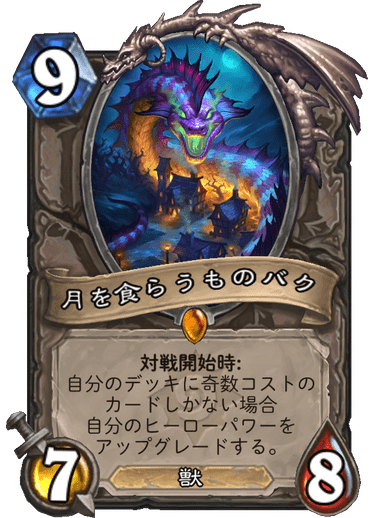 9
月を食らうものバク
対戦開始時:
自分のデッキに奇数コストの
カードしかない場合
自分のヒーローパワーを
アップグレードする。
7
獣
8